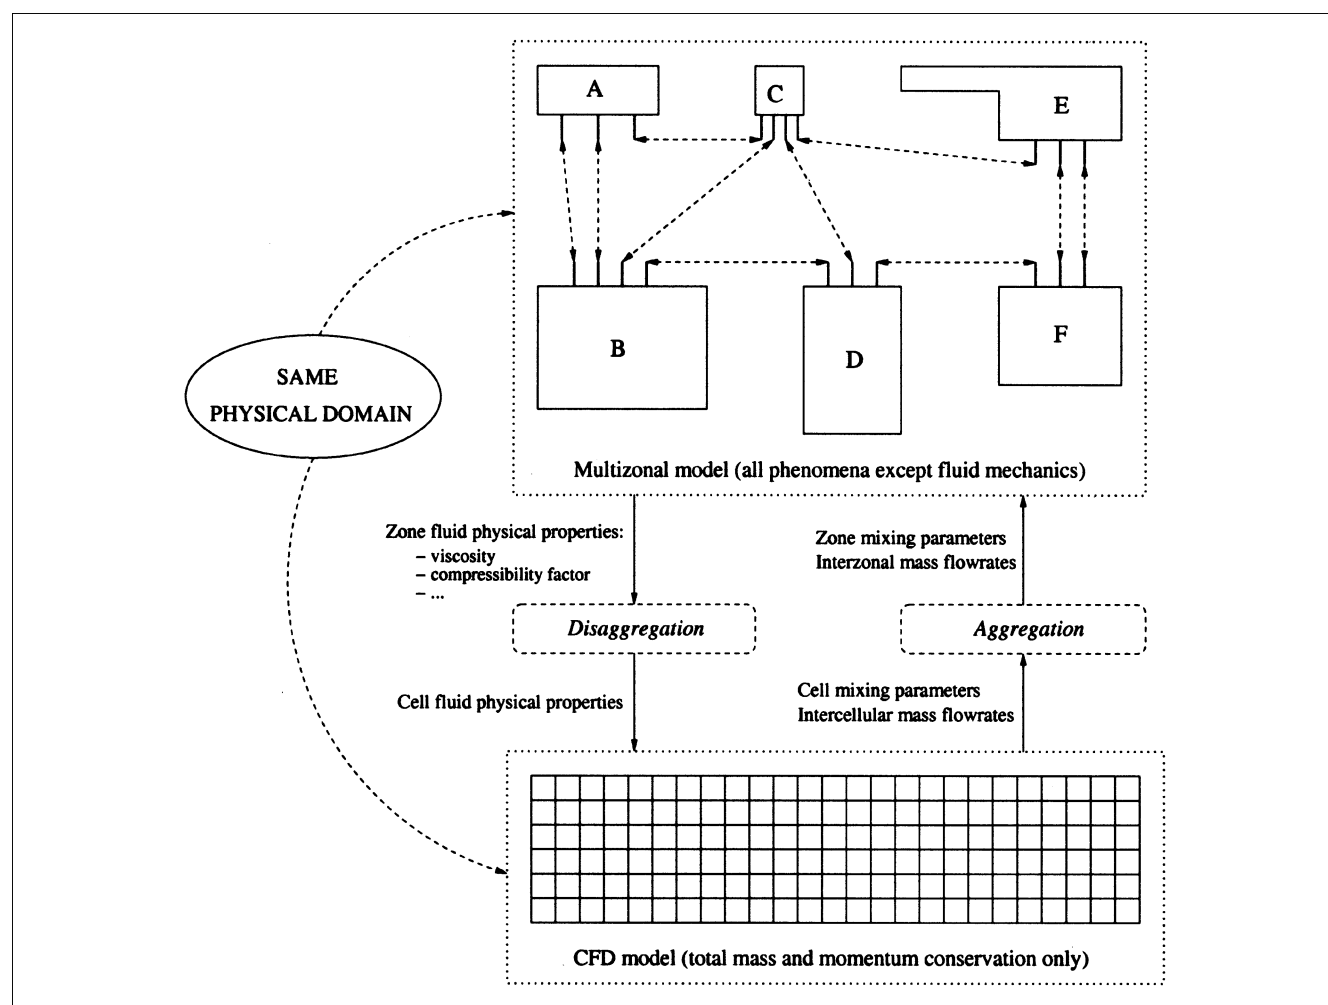 A
C
E
B
D
F
SAME
PHYSICAL DOMAIN
Multizonal model (all phenomena except fluid mechanics)
Zone fluid physical properties:
– viscosity
– compressibility factor
– ...
Zone mixing parameters
Interzonal mass flowrates
Disaggregation
Aggregation
Cell fluid physical properties
Cell mixing parameters
Intercellular mass flowrates
CFD model (total mass and momentum conservation only)